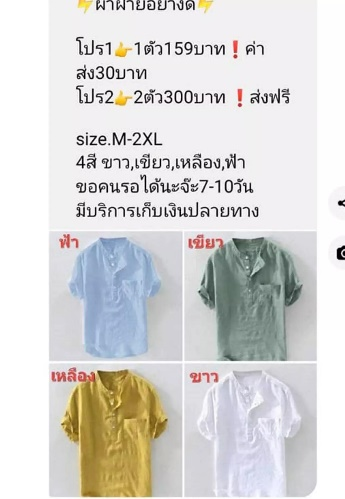 ⚡ผ้าฝ้ายอย่างดี⚡
โปร1👉1ตัว159บาท❗ค่า
ส่ง30บาท
โปร2👉2ตัว300บาท ❗ส่งฟรี
size.M-2XL
4สี ขาว,เขียว,เหลือง,ฟ้า
ขอคนรอได้นะจ๊ะ7-10วัน
มีบริการเก็บเงินปลายทาง
ฟ้า
เขียว
เหลือง
ขาว